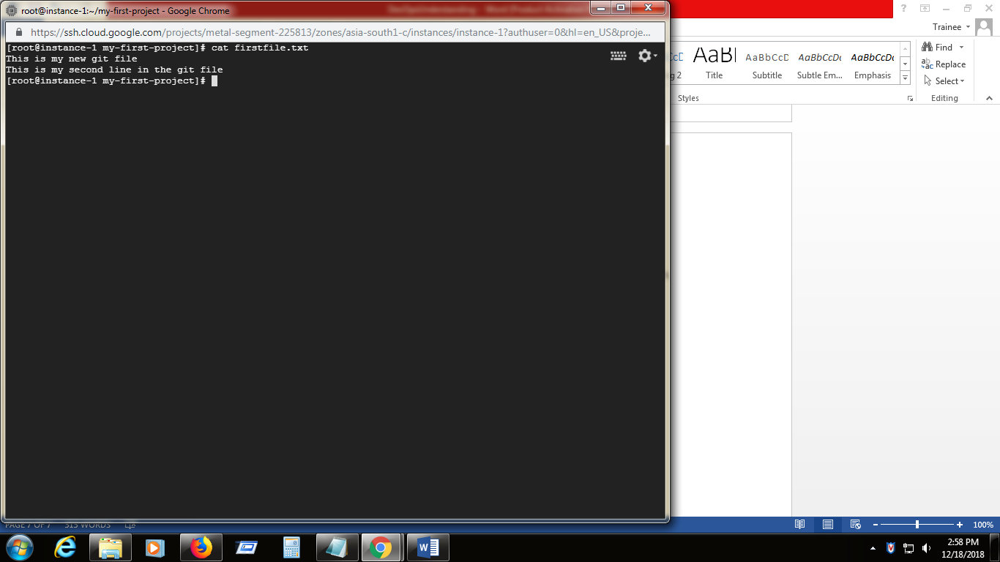 root@instance-1:~/my-first-project - Google Chrome
https://ssh.cloud.google.com/projects/metal-segment-225813/zones/asia-south1-c/instances/instance-1?authuser=0&hl=en_US&proje...
[root@instance-1 my-first-project]# cat firstfile.txt
This is my new git file
This is my second line in the git file
[root@instance-1 my-first-project]#
Trainee
AaBbCcDc AaBl AaBbCcD AaBbCcDc AaBbCcDc
g 2 Title Subtitle Subtle Em... Emphasis
Styles
Find
Replace
Select
Editing
PAGE 7 OF 7 313 WORDS
100%
2:58 PM
12/18/2018